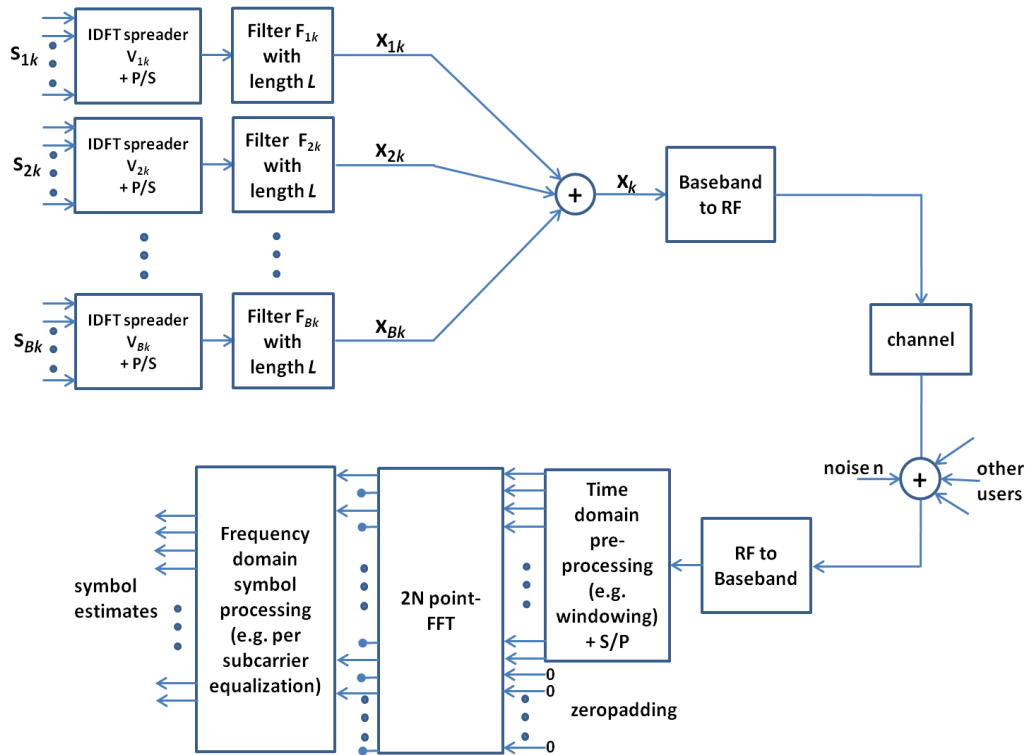 S1k
IDFT spreader
V1k
+ P/S
Filter F1k
with
length L
X1k
S2k
IDFT spreader
V2k
+ P/S
Filter F2k
with
length L
X2k
SBk
IDFT spreader
VBk
+ P/S
Filter FBk
with
length L
XBk
+
Xk
Baseband
to RF
channel
noise n
+
other
users
RF to
Baseband
Time
domain
pre-
processing
(e.g.
windowing)
+ S/P
0
0
0
zeropadding
2N point-
FFT
Frequency
domain
symbol
processing
(e.g. per
subcarrier
equalization)
symbol
estimates